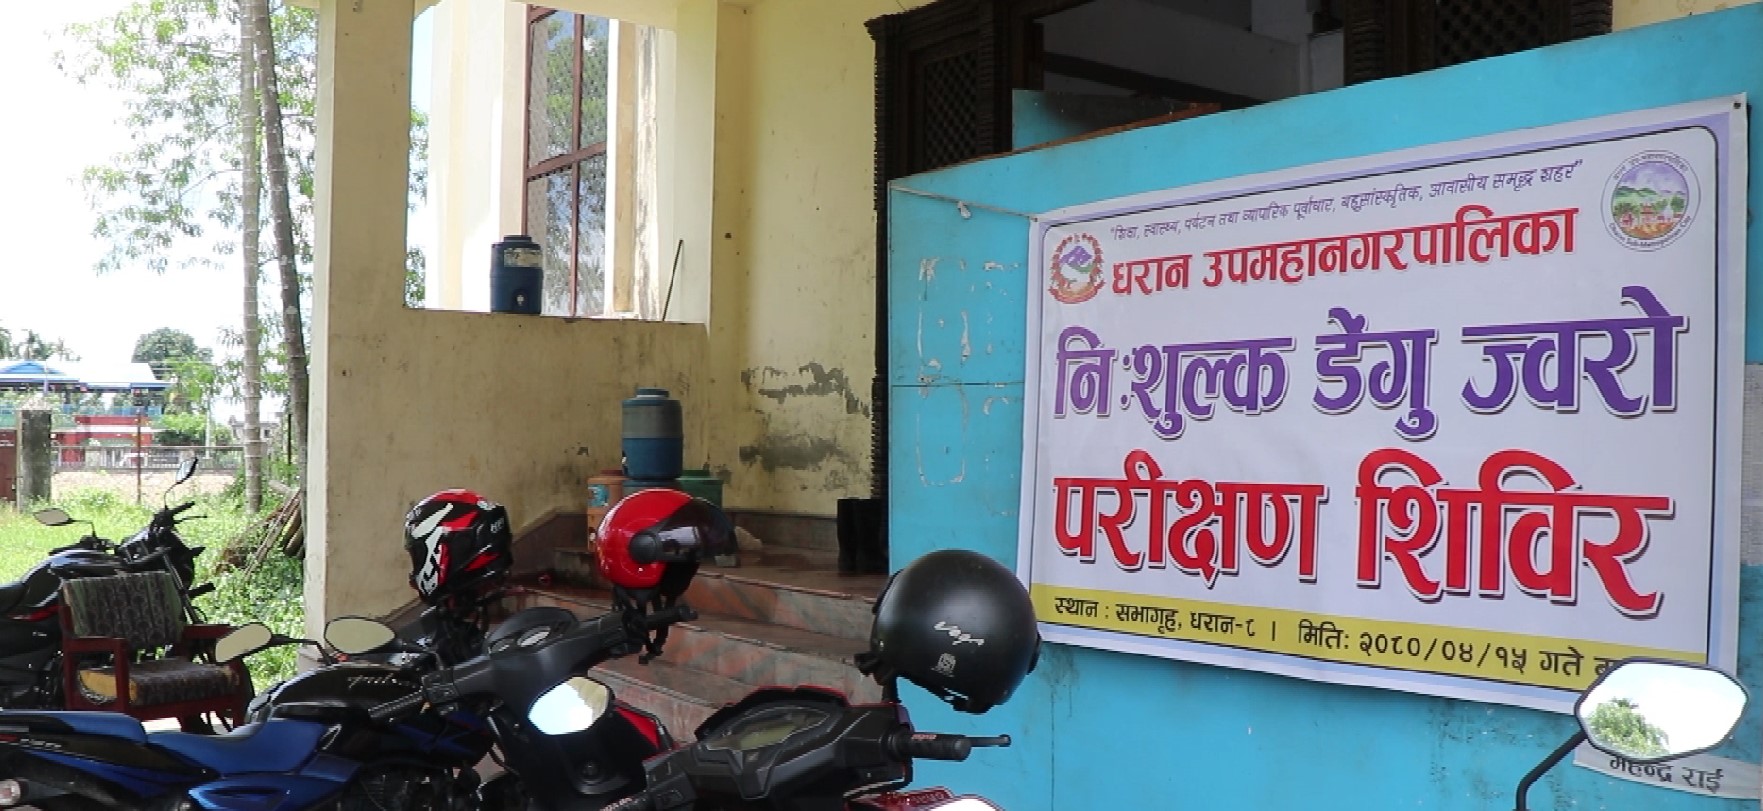 "शिक्षा, स्वास्थ्य, पर्यटन तथा व्यापारिक पूर्वाधार, बहुसांस्कृतिक, आवासीय समृद्ध शहर"
धरान उपमहानगरपालिका
निःशुल्क डेंगु ज्वरो
परीक्षण शिविर
स्थान : सभागृह, धरान-८ । मितिः २०८०/०४/१५ गते
महेन्द्र राई
Vega